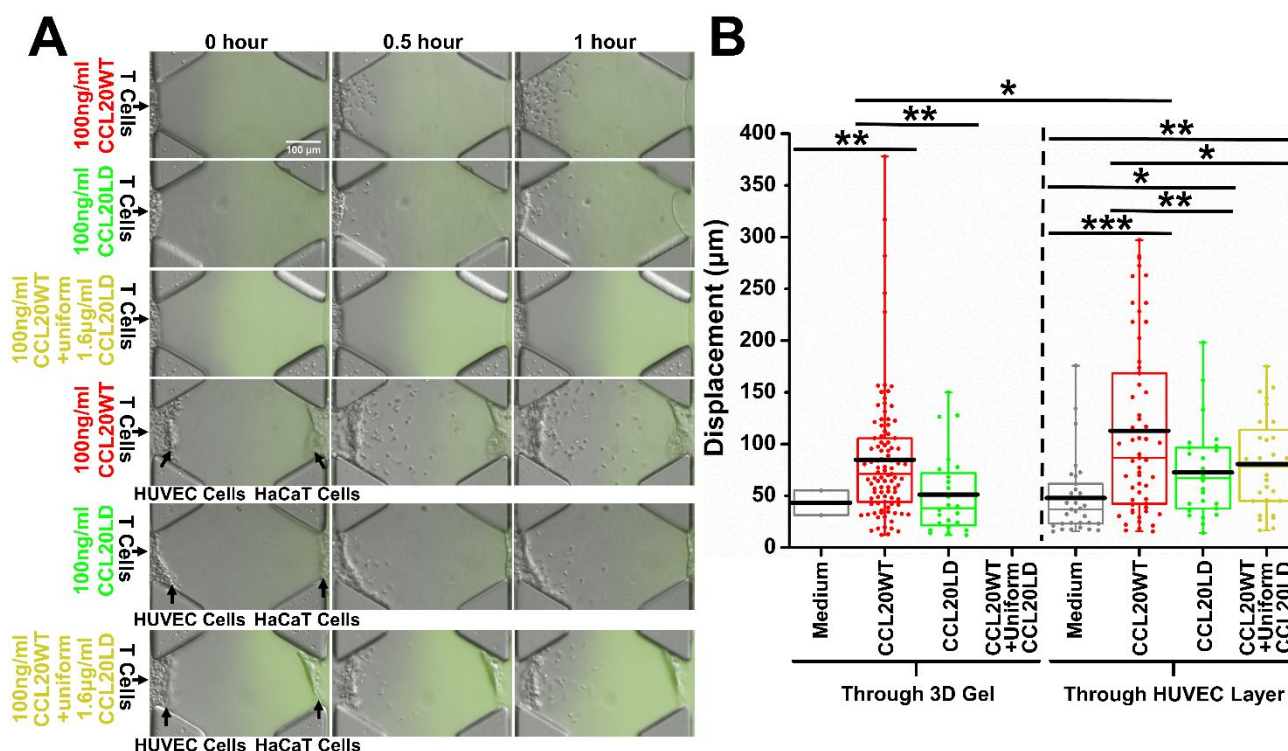 A
0 hour
0.5 hour
1 hour
100ng/ml
CCL20WT
T Cells
100 µm
100ng/ml
CCL20LD
T Cells
100ng/ml
CCL20WT
+uniform
1.6µg/ml
CCL20LD
T Cells
100ng/ml
CCL20WT
T Cells
HUVEC Cells HaCaT Cells
100ng/ml
CCL20LD
T Cells
HUVEC Cells HaCaT Cells
100ng/ml
CCL20WT
+uniform
1.6µg/ml
CCL20LD
T Cells
HUVEC Cells HaCaT Cells
B
Displacement (µm)
400
350
300
250
200
150
100
50
0
*
**
**
**
*
*
**
***
Medium
CCL20WT
CCL20LD
CCL20WT
+Uniform
CCL20LD
Medium
CCL20WT
CCL20LD
CCL20WT
+Uniform
CCL20LD
Through 3D Gel
Through HUVEC Layer